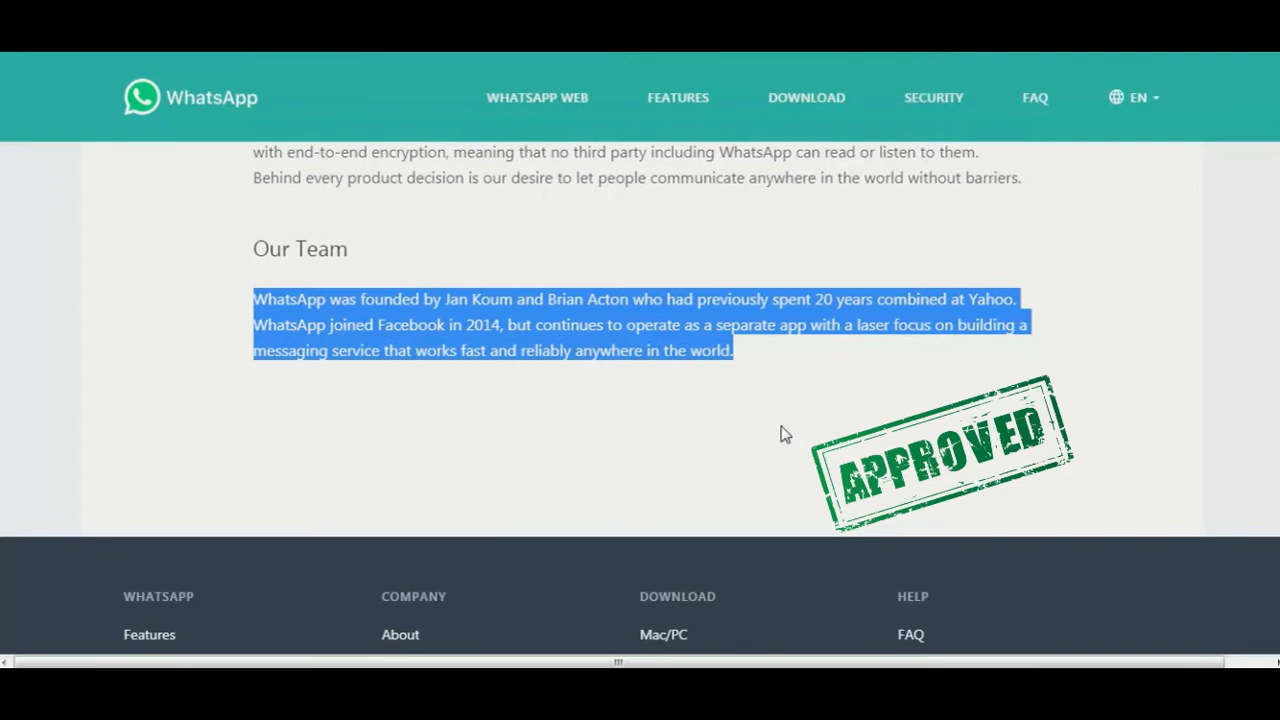 WhatsApp
WHATSAPP WEB
FEATURES
DOWNLOAD
SECURITY
FAQ
EN
with end-to-end encryption, meaning that no third party including WhatsApp can read or listen to them.
Behind every product decision is our desire to let people communicate anywhere in the world without barriers.
Our Team
WhatsApp was founded by Jan Koum and Brian Acton who had previously spent 20 years combined at Yahoo.
WhatsApp joined Facebook in 2014, but continues to operate as a separate app with a laser focus on building a
messaging service that works fast and reliably anywhere in the world.
APPROVED
WHATSAPP
COMPANY
DOWNLOAD
HELP
Features
About
Mac/PC
FAQ